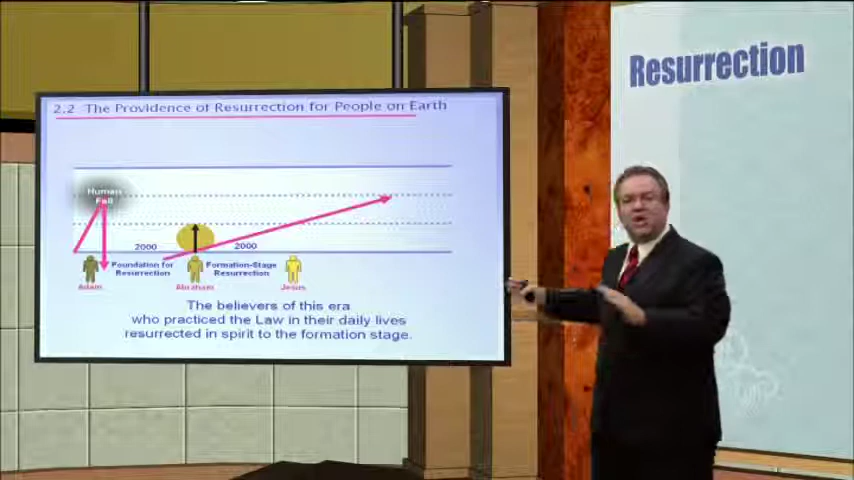 Resurrection
2.2 The Providence of Resurrection for People on Earth
Human
Fall
2000
2000
Foundation for
Resurrection
Formation-Stage
Resurrection
Adam
Abraham
Jesus
The believers of this era
who practiced the Law in their daily lives
resurrected in spirit to the formation stage.